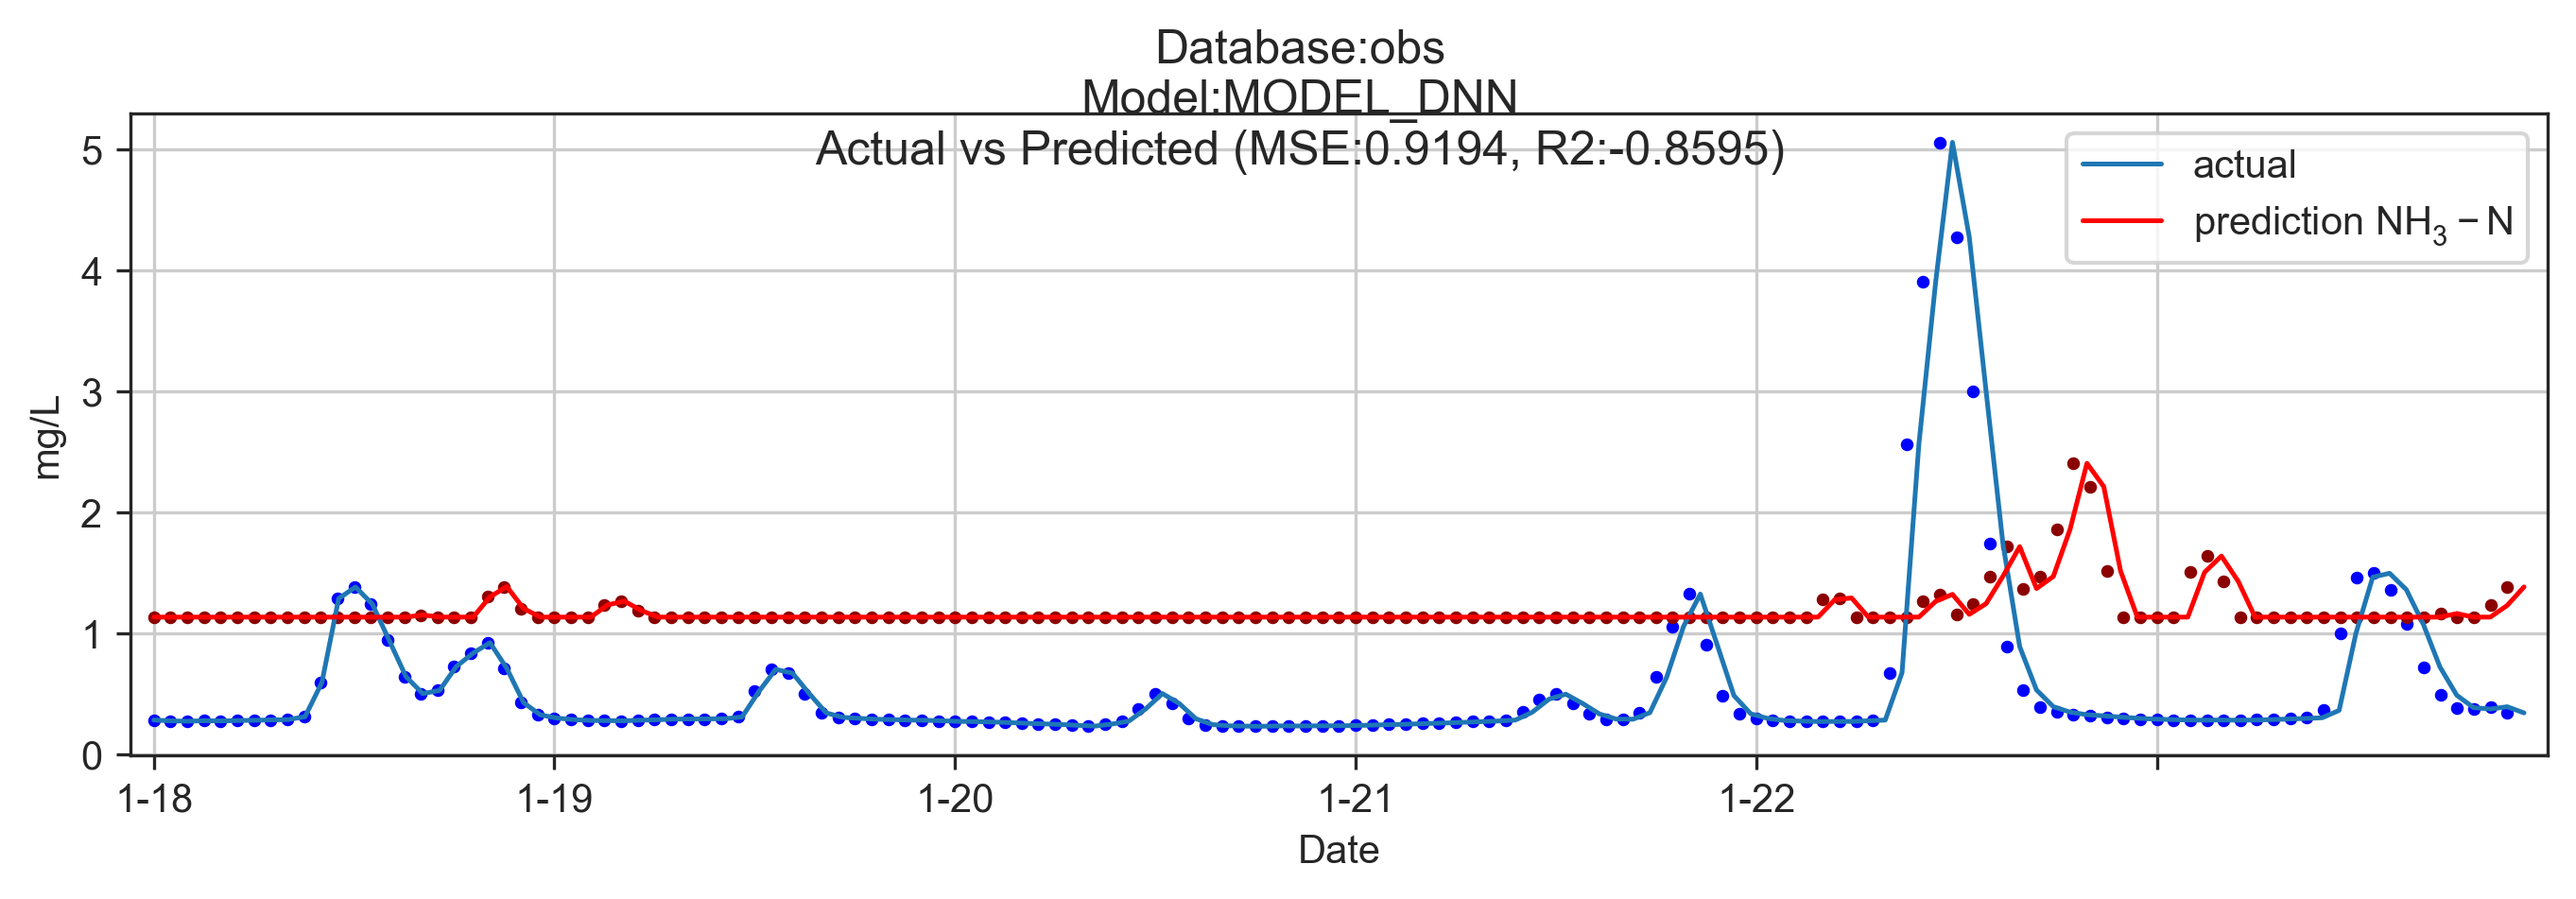 Database:obs
Model:MODEL_DNN
Actual vs Predicted (MSE:0.9194, R2:-0.8595)
actual
prediction NH₃ − N
5
4
3
2
1
0
mg/L
1-18 1-19 1-20 1-21 1-22
Date